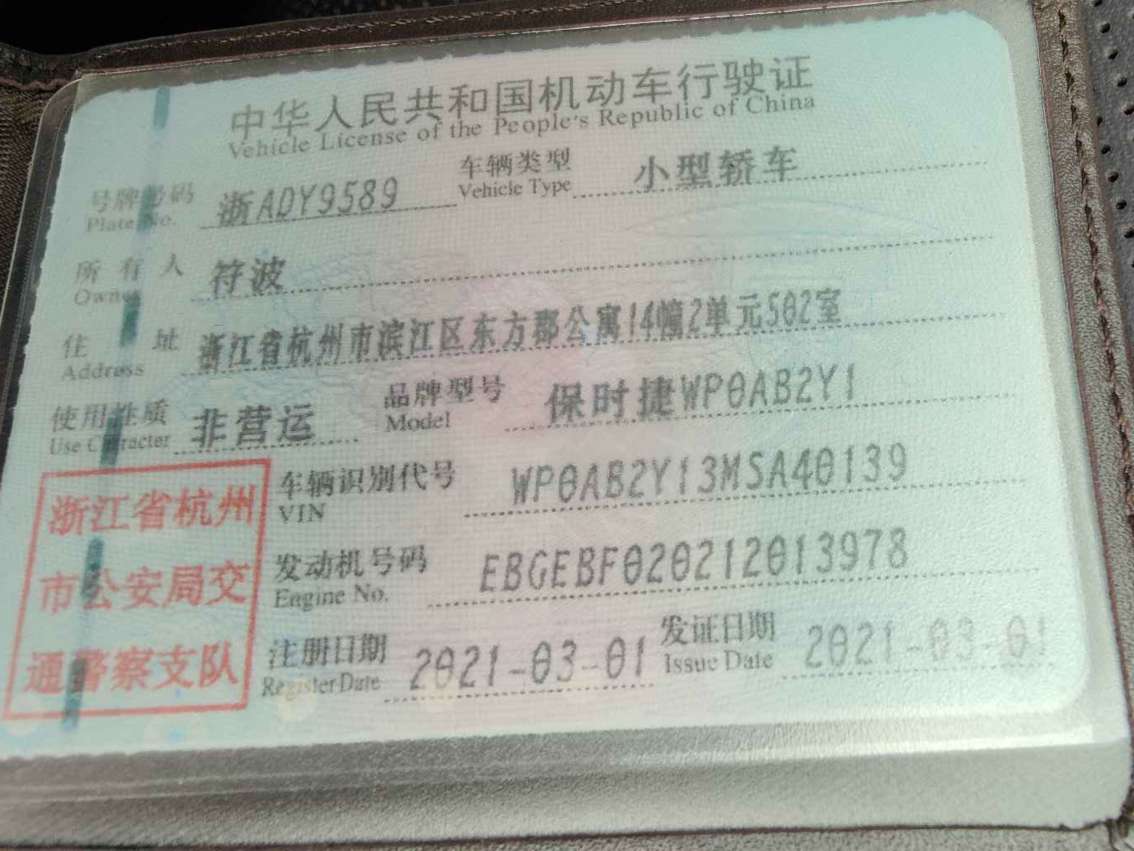 中华人民共和国机动车行驶证
Vehicle License of the People's Republic of China
号牌号码 浙ADY9589 车辆类型 小型轿车
Plate No. Vehicle Type
所有人 符波
Owner
住址 浙江省杭州市滨江区东方郡公寓14幢2单元502室
Address
使用性质 非营运 品牌型号 保时捷WP0AB2Y1
Use Character Model
浙江省杭州
市公安局交
通警察支队
车辆识别代号 WP0AB2Y13MSA40139
VIN
发动机号码 EBGEBF020212013978
Engine No.
注册日期 2021-03-01 发证日期 2021-03-01
Register Date Issue Date